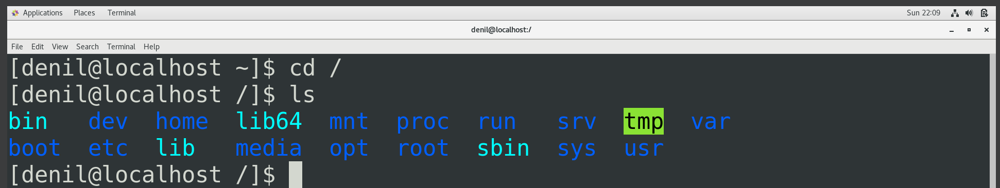 Applications Places Terminal Sun 22:09
denil@localhost:/
File Edit View Search Terminal Help
[denil@localhost ~]$ cd /
[denil@localhost /]$ ls
bin dev home lib64 mnt proc run srv tmp var
boot etc lib media opt root sbin sys usr
[denil@localhost /]$